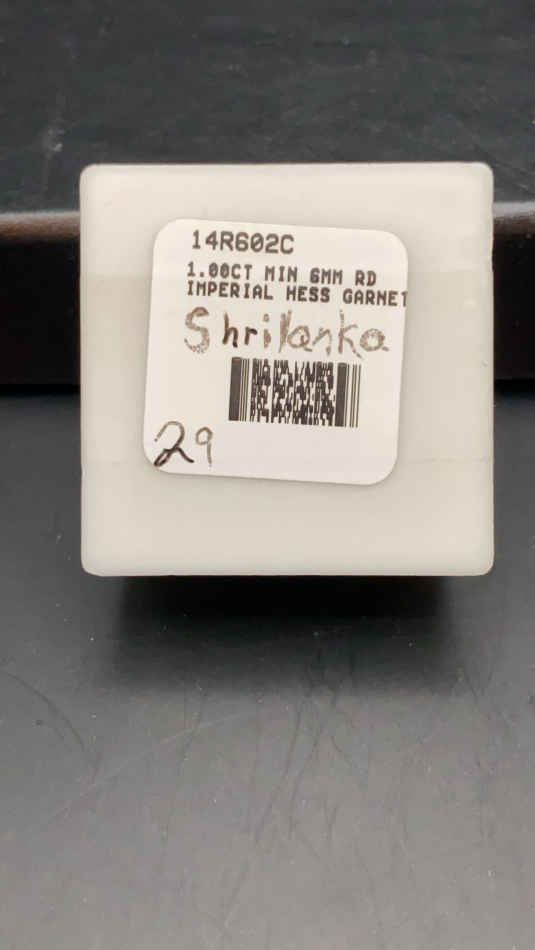 14R602C
1.00CT MIN 6MM RD
IMPERIAL HESS GARNET
Shrilanka
29